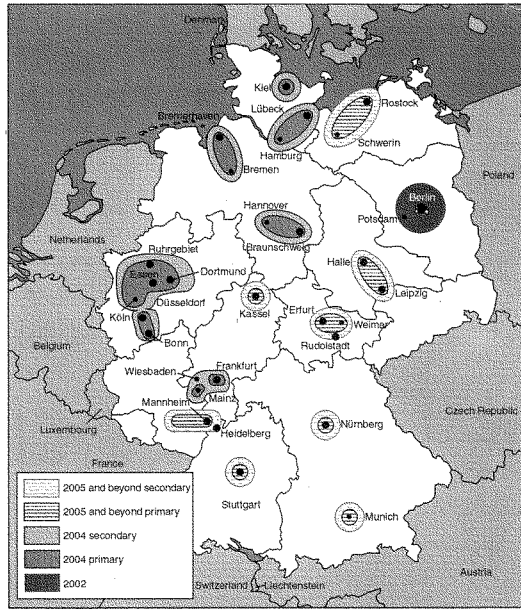 Denmark
Kiel
Rostock
Lübeck
Bremerhaven
Schwerin
Hamburg
Bremen
Poland
Berlin
Hannover
Potsdam
Netherlands
Braunschweig
Ruhrgebiet
Halle
Dortmund
Essen
Leipzig
Düsseldorf
Kassel
Erfurt
Köln
Weimar
Belgium
Bonn
Rudolstadt
Wiesbaden
Frankfurt
Mainz
Mannheim
Czech Republic
Luxembourg
Heidelberg
Nürnberg
France
2005 and beyond secondary
2005 and beyond primary
Stuttgart
Munich
2004 secondary
2004 primary
Austria
2002
Switzerland
Liechtenstein